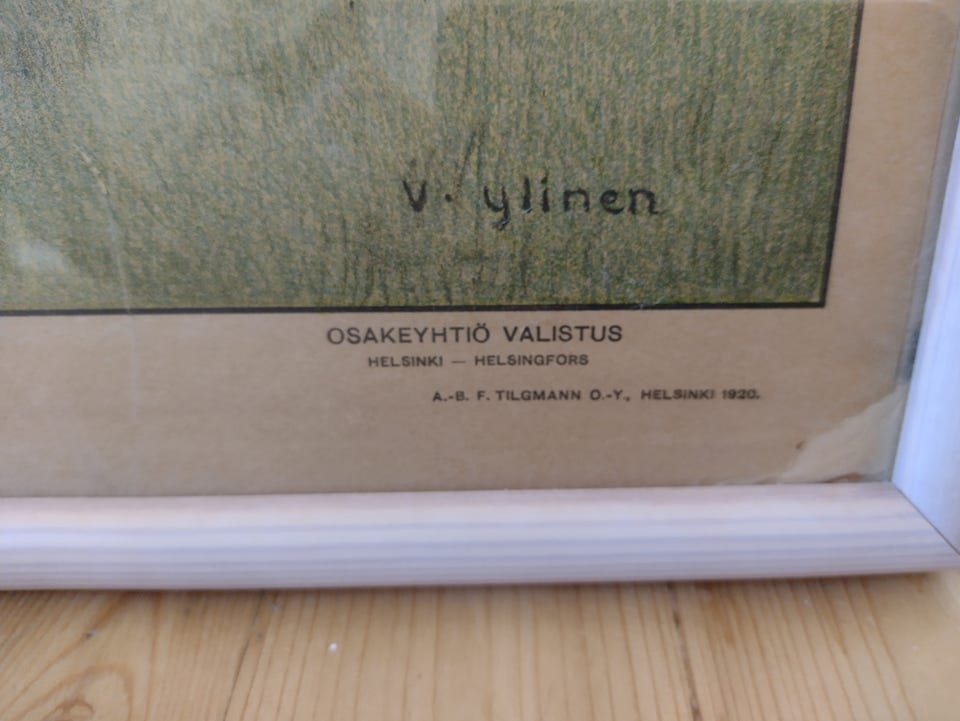 V. ylinen
OSAKEYHTIÖ VALISTUS
HELSINKI — HELSINGFORS
A.-B. F. TILGMANN O.-Y., HELSINKI 1920.